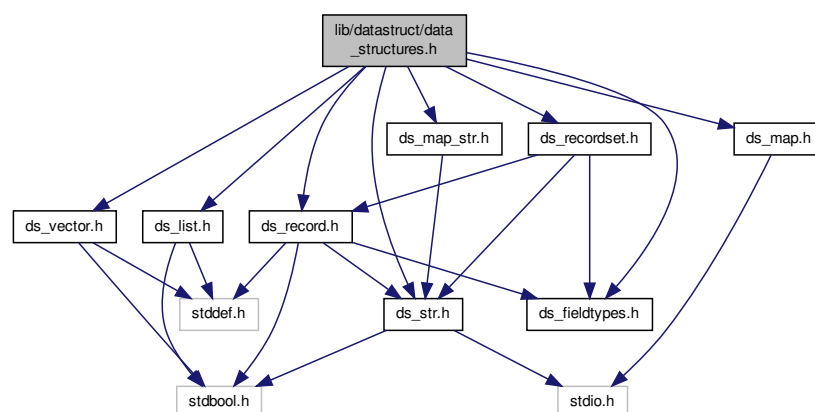 lib/datastruct/data
_structures.h
ds_map_str.h
ds_recordset.h
ds_map.h
ds_vector.h
ds_list.h
ds_record.h
stddef.h
ds_str.h
ds_fieldtypes.h
stdbool.h
stdio.h